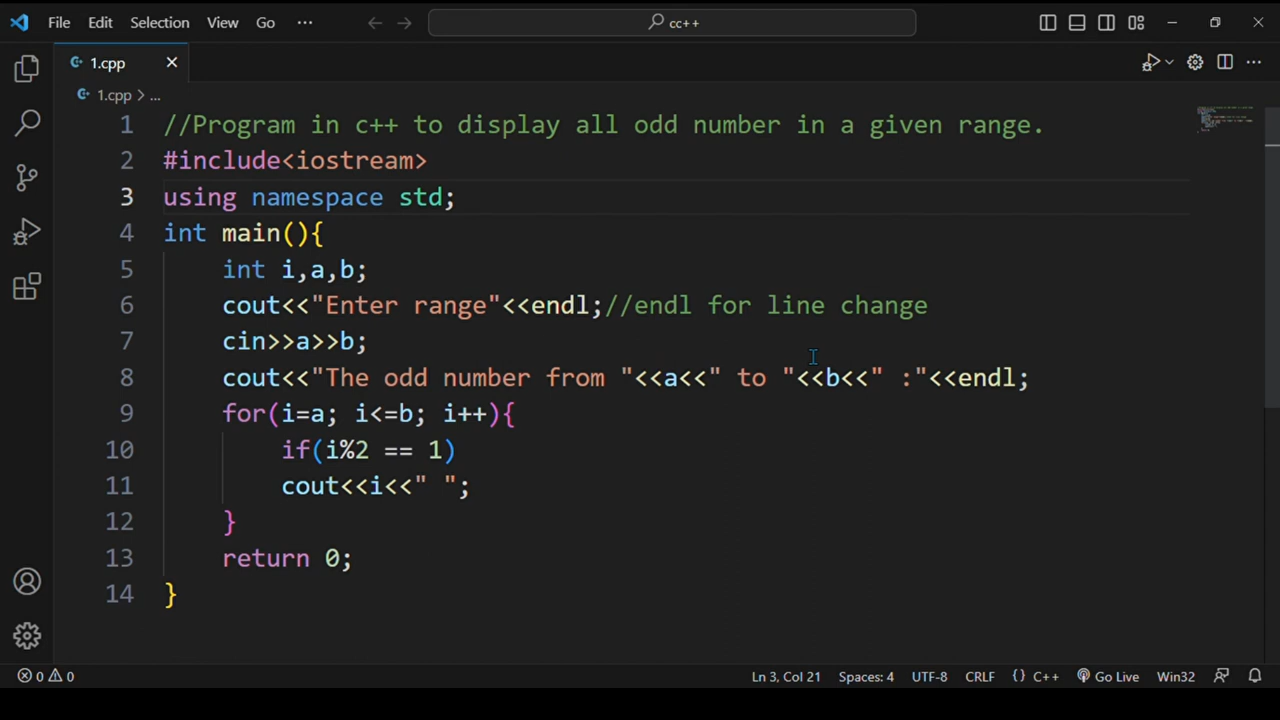 File Edit Selection View Go ··· cc++
1.cpp
1.cpp > ...
1 //Program in c++ to display all odd number in a given range.
2 #include<iostream>
3 using namespace std;
4 int main(){
5 int i,a,b;
6 cout<<"Enter range"<<endl;//endl for line change
7 cin>>a>>b;
8 cout<<"The odd number from "<<a<<" to "<<b<<" :"<<endl;
9 for(i=a; i<=b; i++){
10 if(i%2 == 1)
11 cout<<i<<" ";
12 }
13 return 0;
14 }
0 0 Ln 3, Col 21 Spaces: 4 UTF-8 CRLF {} C++ Go Live Win32